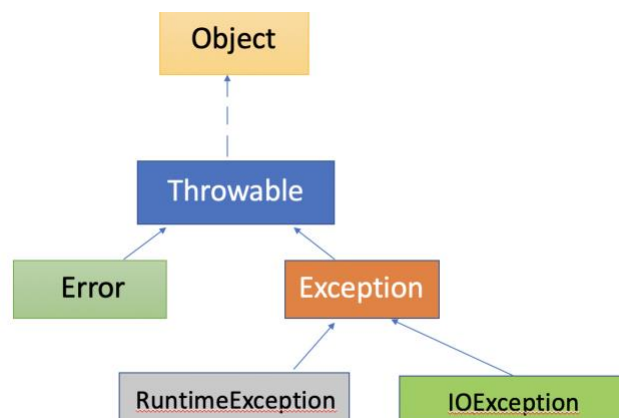 Object
Throwable
Error
Exception
RuntimeException
IOException